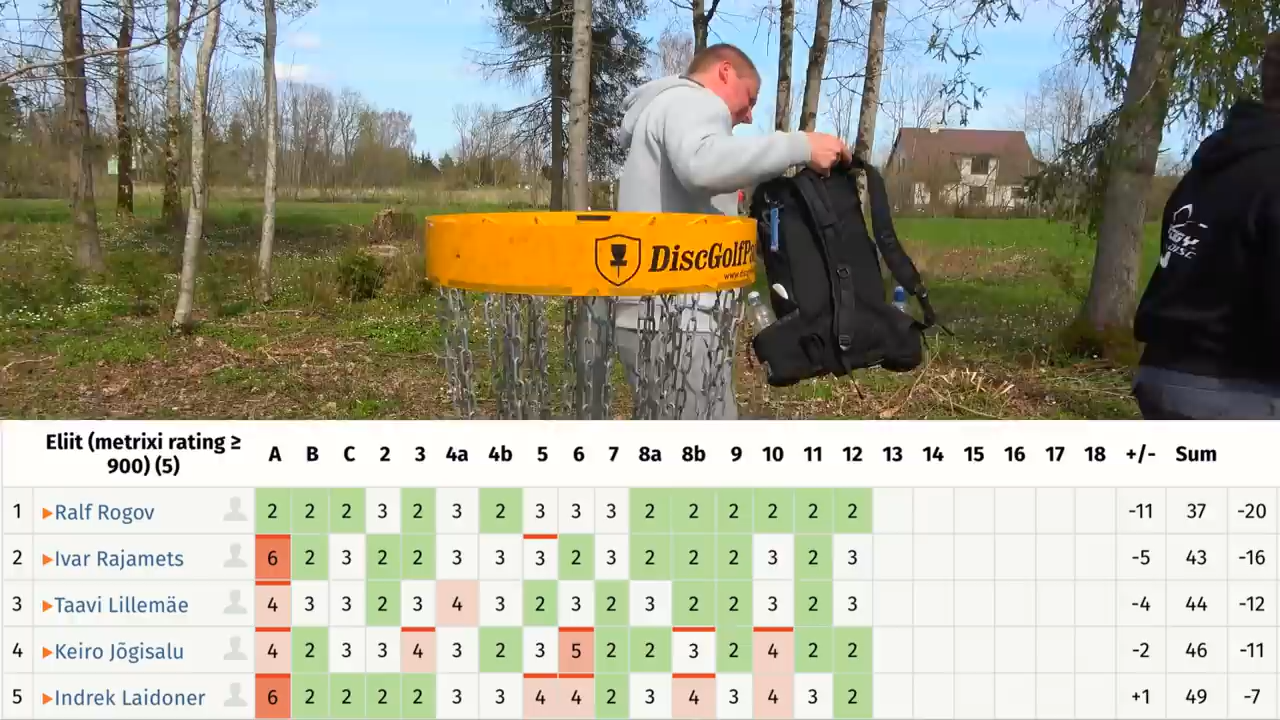 DiscGolfPa
www.disc
DISC
Eliit (metrixi rating ≥ 900) (5) A B C 2 3 4a 4b 5 6 7 8a 8b 9 10 11 12 13 14 15 16 17 18 +/- Sum
1 Ralf Rogov 2 2 2 3 2 3 2 3 3 3 2 2 2 2 2 2 -11 37 -20
2 Ivar Rajamets 6 2 3 2 2 3 3 3 2 3 2 2 2 3 2 3 -5 43 -16
3 Taavi Lillemäe 4 3 3 2 3 4 3 2 3 2 3 2 2 3 2 3 -4 44 -12
4 Keiro Jõgisalu 4 2 3 3 4 3 2 3 5 2 2 3 2 4 2 2 -2 46 -11
5 Indrek Laidoner 6 2 2 2 2 3 3 4 4 2 3 4 3 4 3 2 +1 49 -7